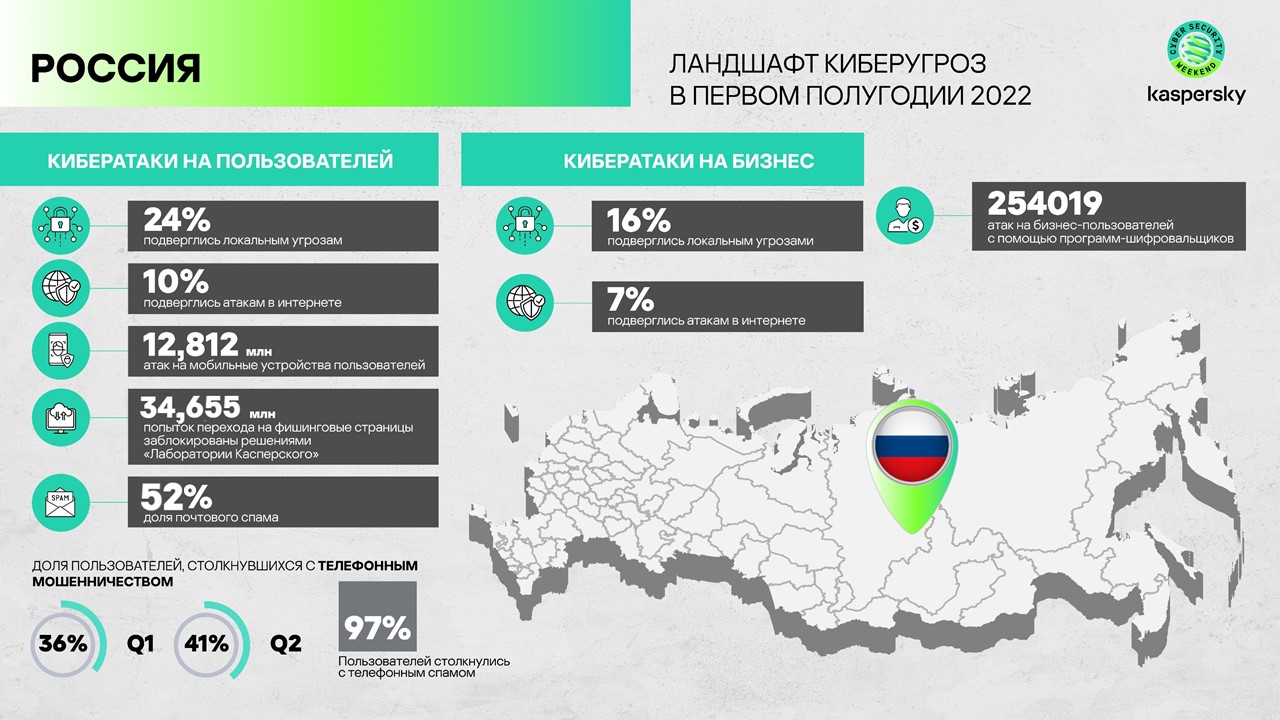 РОССИЯ
ЛАНДШАФТ КИБЕРУГРОЗ
В ПЕРВОМ ПОЛУГОДИИ 2022
CYBER SECURITY
WEEKEND
kaspersky
КИБЕРАТАКИ НА ПОЛЬЗОВАТЕЛЕЙ
24%
подверглись локальным угрозам
10%
подверглись атакам в интернете
12,812 млн
атак на мобильные устройства пользователей
34,655 млн
попыток перехода на фишинговые страницы
заблокированы решениями
«Лаборатории Касперского»
SPAM
52%
доля почтового спама
КИБЕРАТАКИ НА БИЗНЕС
16%
подверглись локальным угрозами
7%
подверглись атакам в интернете
254019
атак на бизнес-пользователей
с помощью программ-шифровальщиков
ДОЛЯ ПОЛЬЗОВАТЕЛЕЙ, СТОЛКНУВШИХСЯ С ТЕЛЕФОННЫМ
МОШЕННИЧЕСТВОМ
36% Q1 41% Q2
97%
Пользователей столкнулись
с телефонным спамом